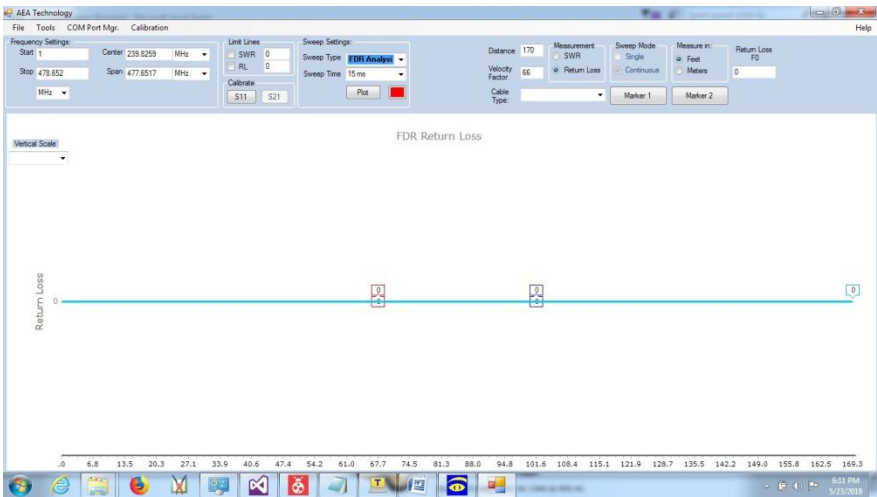 AEA Technology
File Tools COM Port Mgr. Calibration Help
Frequency Settings:
Start 1 Center 239.8259 MHz
Stop 478.652 Span 477.6517 MHz
MHz
Limit Lines
SWR 0
RL 0
Calibrate
S11 S21
Sweep Settings:
Sweep Type FDR Analysi
Sweep Time 15 ms
Plot
Distance 170
Velocity Factor 66
Cable Type:
Measurement
SWR
Return Loss
Sweep Mode
Single
Continuous
Measure in:
Feet
Meters
Return Loss
F0
0
Marker 1 Marker 2
FDR Return Loss
Vertical Scale
Return Loss
0
0 0 0
0 0
.0 6.8 13.5 20.3 27.1 33.9 40.6 47.4 54.2 61.0 67.7 74.5 81.3 88.0 94.8 101.6 108.4 115.1 121.9 128.7 135.5 142.2 149.0 155.8 162.5 169.3
6:11 PM
5/23/2018